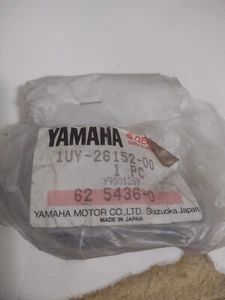 YAMAHA
1UY-26152-00
1 PC
62 5436-0
YAMAHA MOTOR CO.,LTD. Shizuoka Japan
MADE IN JAPAN